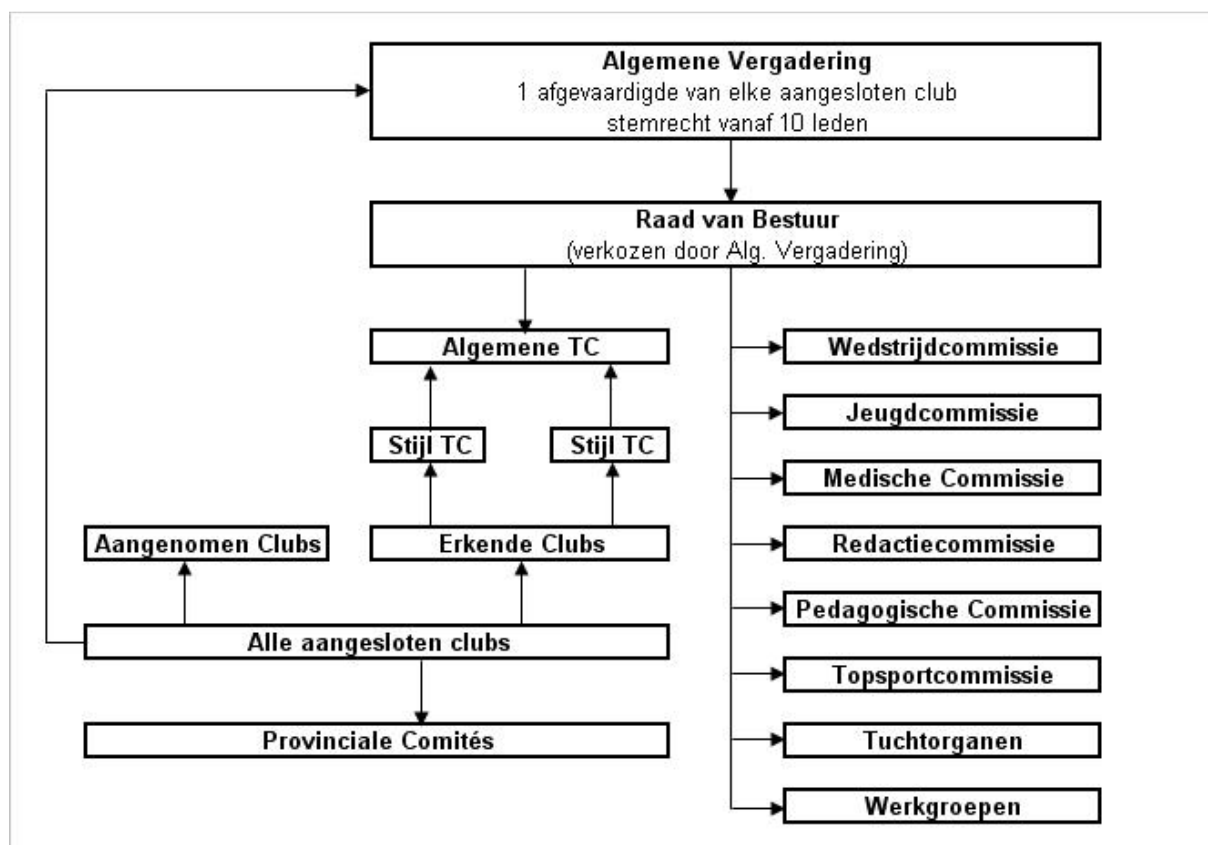 Algemene Vergadering
1 afgevaardigde van elke aangesloten club
stemrecht vanaf 10 leden
Raad van Bestuur
(verkozen door Alg. Vergadering)
Algemene TC
Stijl TC
Stijl TC
Aangenomen Clubs
Erkende Clubs
Alle aangesloten clubs
Provinciale Comités
Wedstrijdcommissie
Jeugdcommissie
Medische Commissie
Redactiecommissie
Pedagogische Commissie
Topsportcommissie
Tuchtorganen
Werkgroepen